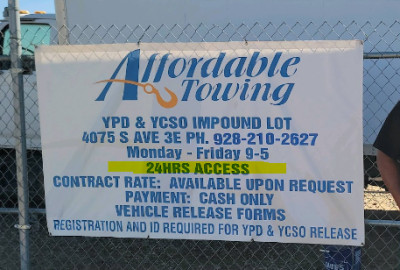 Affordable
Towing
YPD & YCSO IMPOUND LOT
4075 S AVE 3E PH. 928-210-2627
Monday - Friday 9-5
24HRS ACCESS
CONTRACT RATE: AVAILABLE UPON REQUEST
PAYMENT: CASH ONLY
VEHICLE RELEASE FORMS
REGISTRATION AND ID REQUIRED FOR YPD & YCSO RELEASE